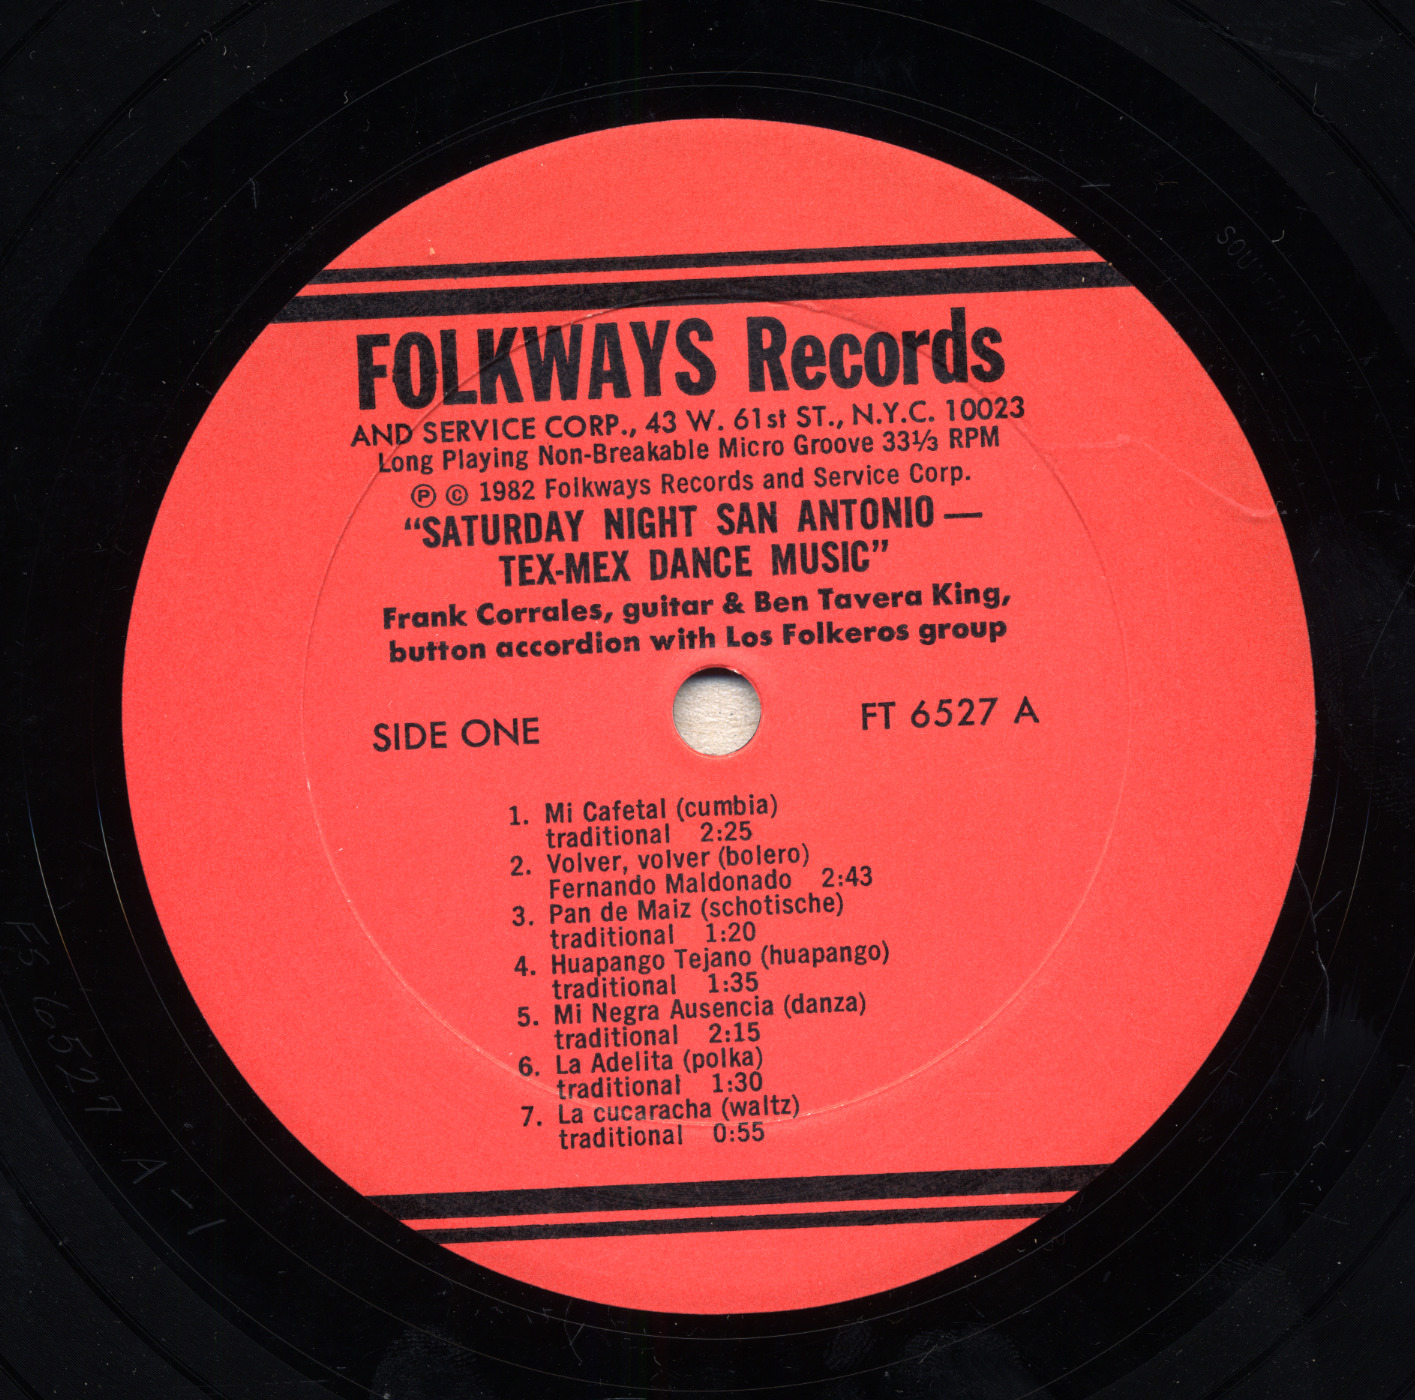 FOLKWAYS Records
AND SERVICE CORP., 43 W. 61st ST., N.Y.C. 10023
Long Playing Non-Breakable Micro Groove 33⅓ RPM
℗ © 1982 Folkways Records and Service Corp.
“SATURDAY NIGHT SAN ANTONIO —
TEX-MEX DANCE MUSIC”
Frank Corrales, guitar & Ben Tavera King,
button accordion with Los Folkeros group
SIDE ONE
FT 6527 A
1. Mi Cafetal (cumbia)
traditional 2:25
2. Volver, volver (bolero)
Fernando Maldonado 2:43
3. Pan de Maiz (schotische)
traditional 1:20
4. Huapango Tejano (huapango)
traditional 1:35
5. Mi Negra Ausencia (danza)
traditional 2:15
6. La Adelita (polka)
traditional 1:30
7. La cucaracha (waltz)
traditional 0:55
FS 6527 A-1